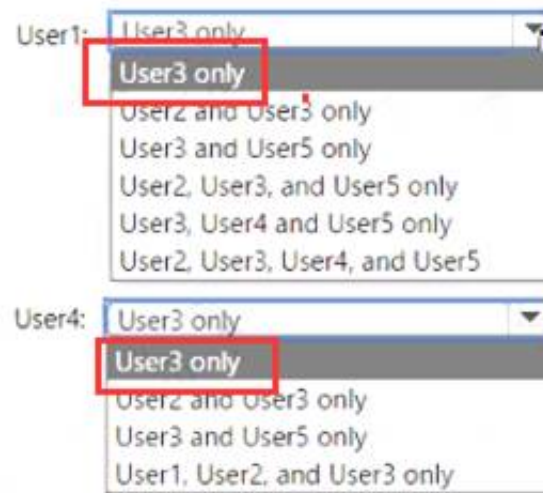 User1: User3 only
User3 only
User2 and User3 only
User3 and User5 only
User2, User3, and User5 only
User3, User4 and User5 only
User2, User3, User4, and User5
User4: User3 only
User3 only
User2 and User3 only
User3 and User5 only
User1, User2, and User3 only